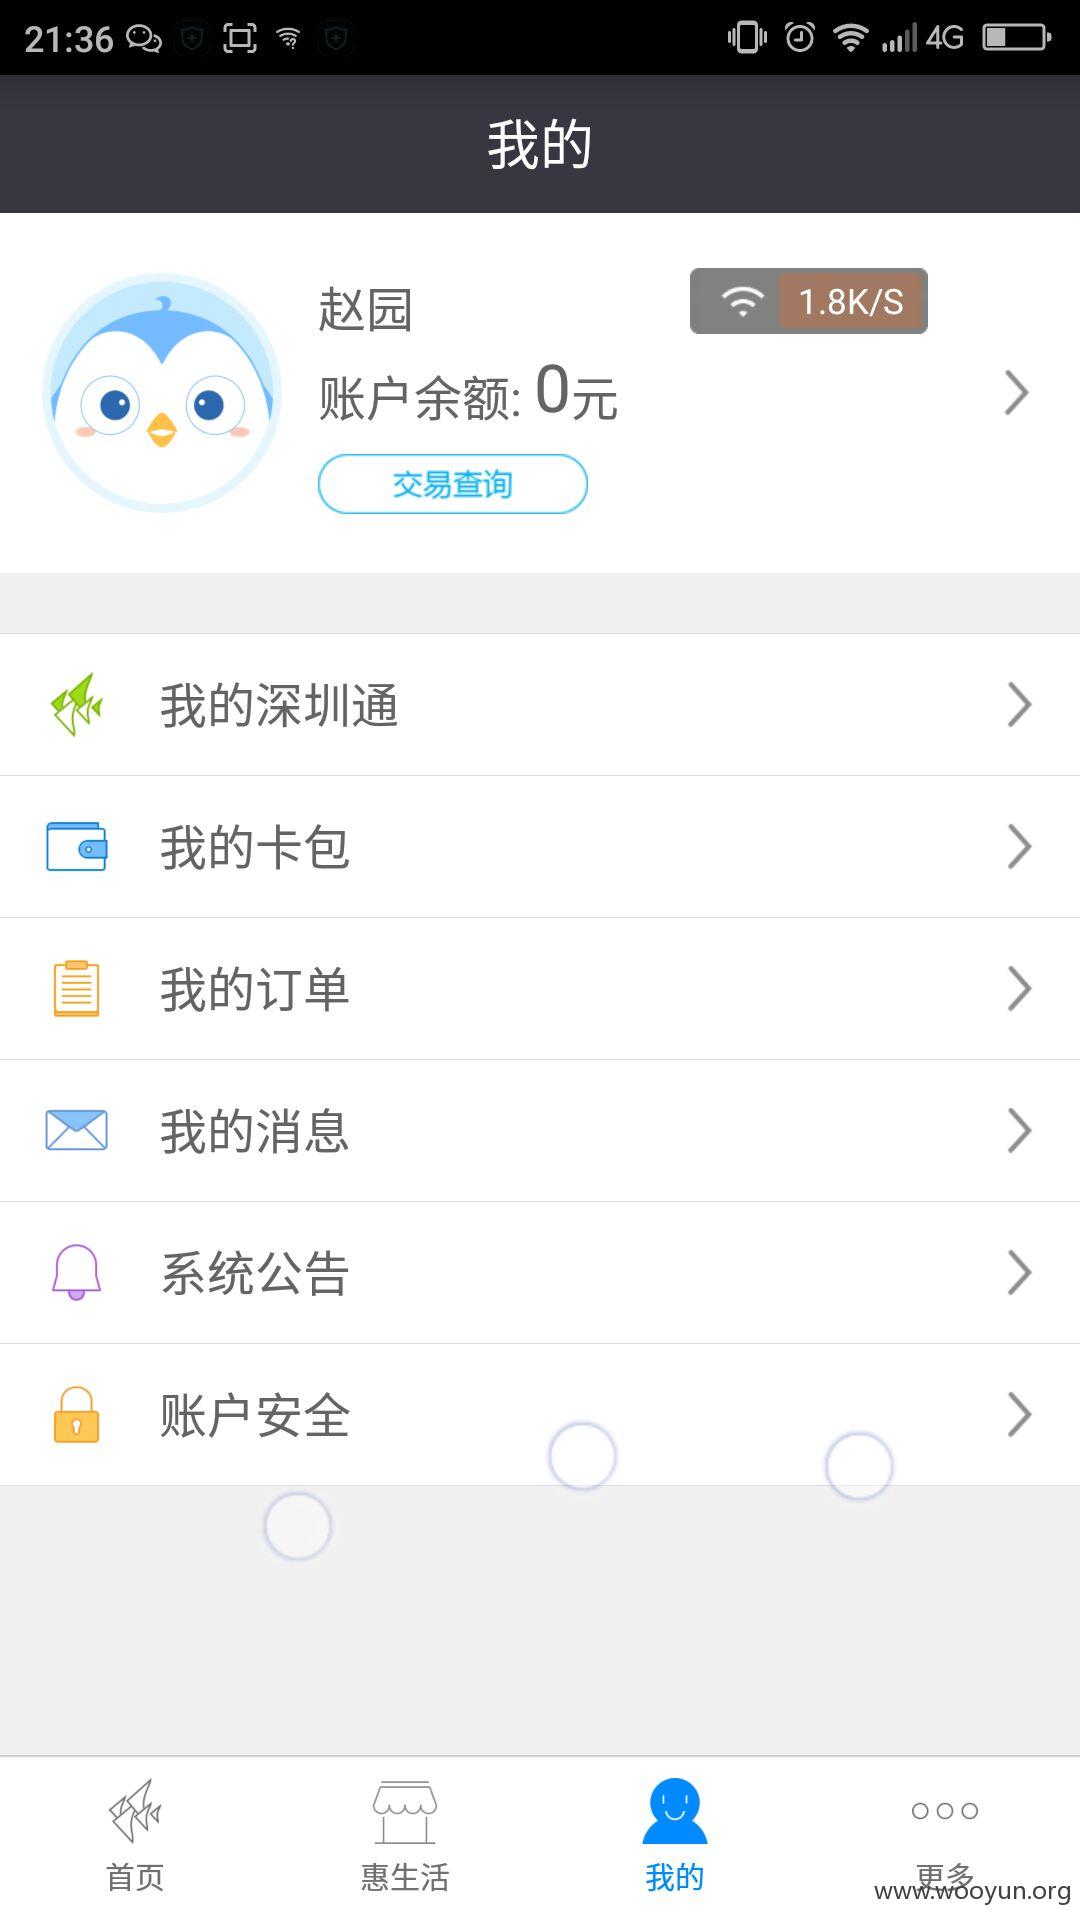 21:36 4G
我的
赵园
1.8K/S
账户余额: 0元
交易查询
我的深圳通
我的卡包
我的订单
我的消息
系统公告
账户安全
首页 惠生活 我的 更多
www.wooyun.org